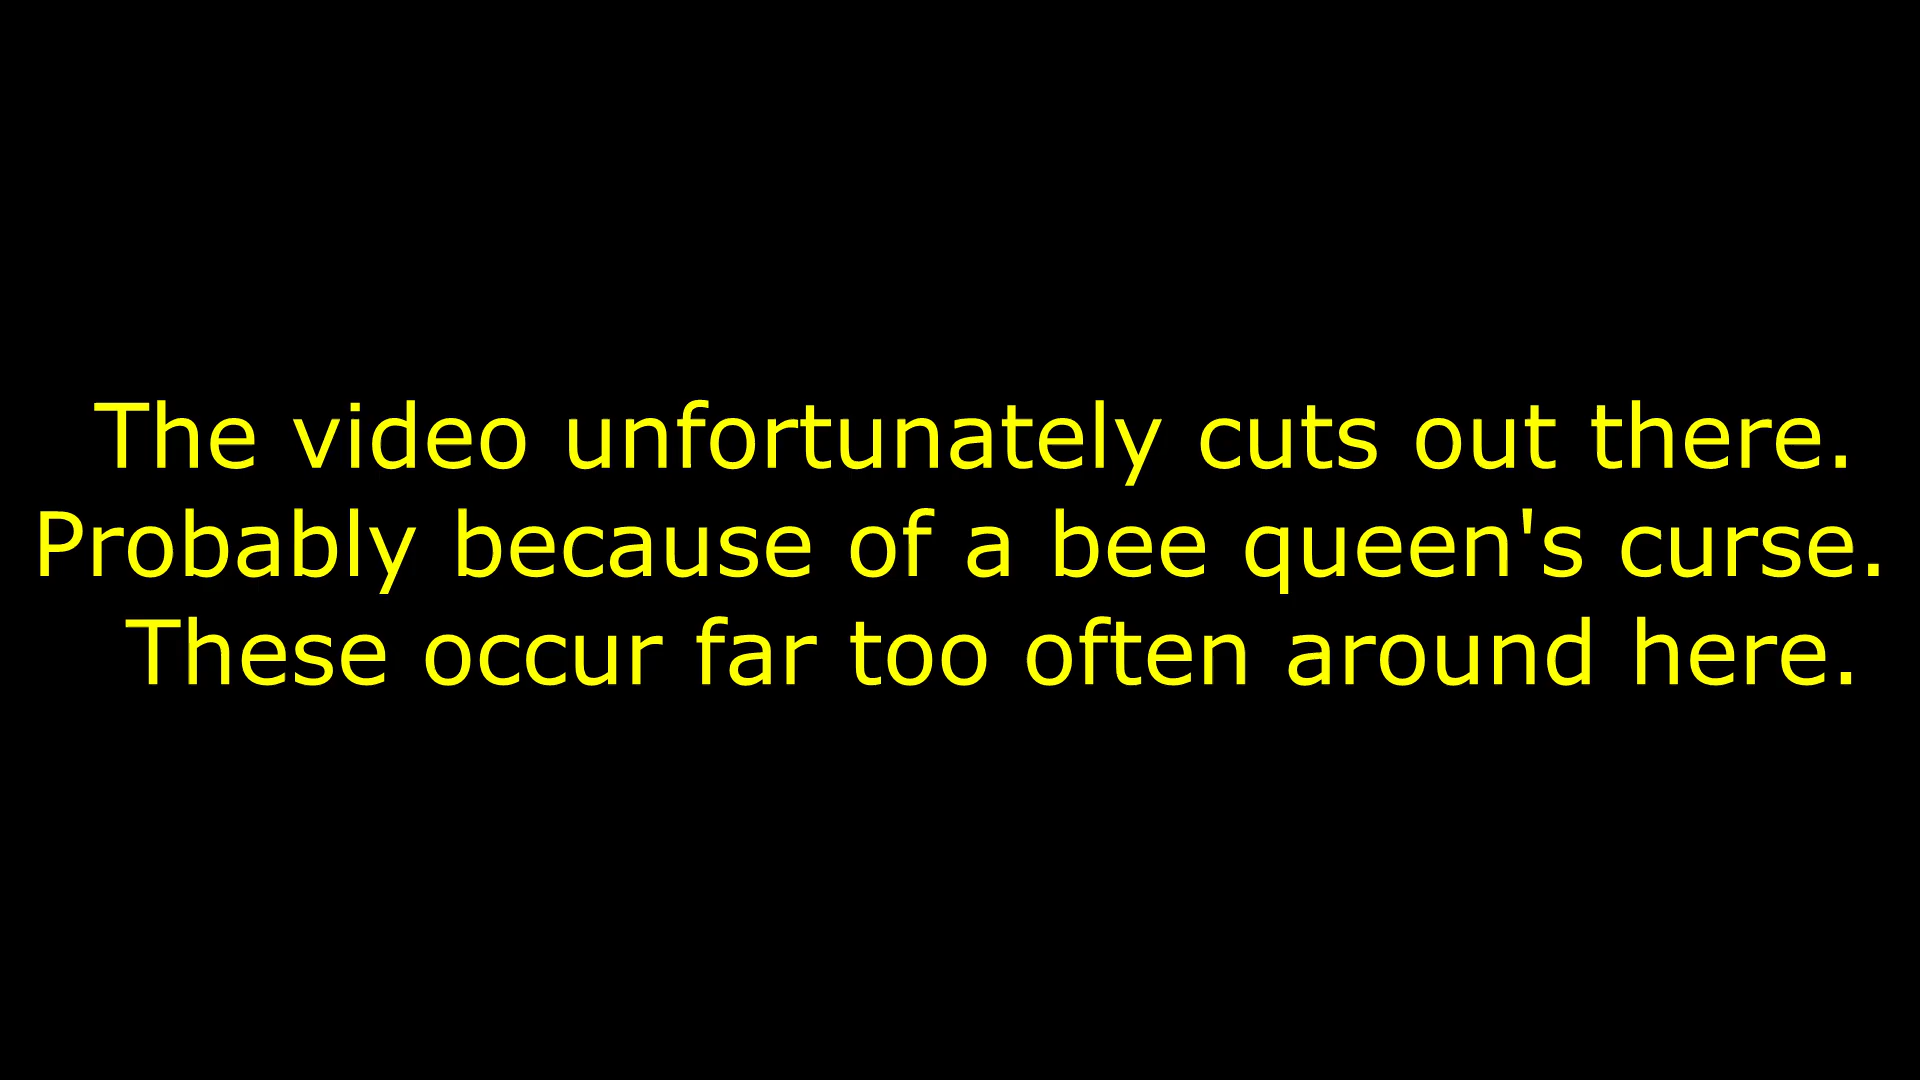 The video unfortunately cuts out there.
Probably because of a bee queen's curse.
These occur far too often around here.